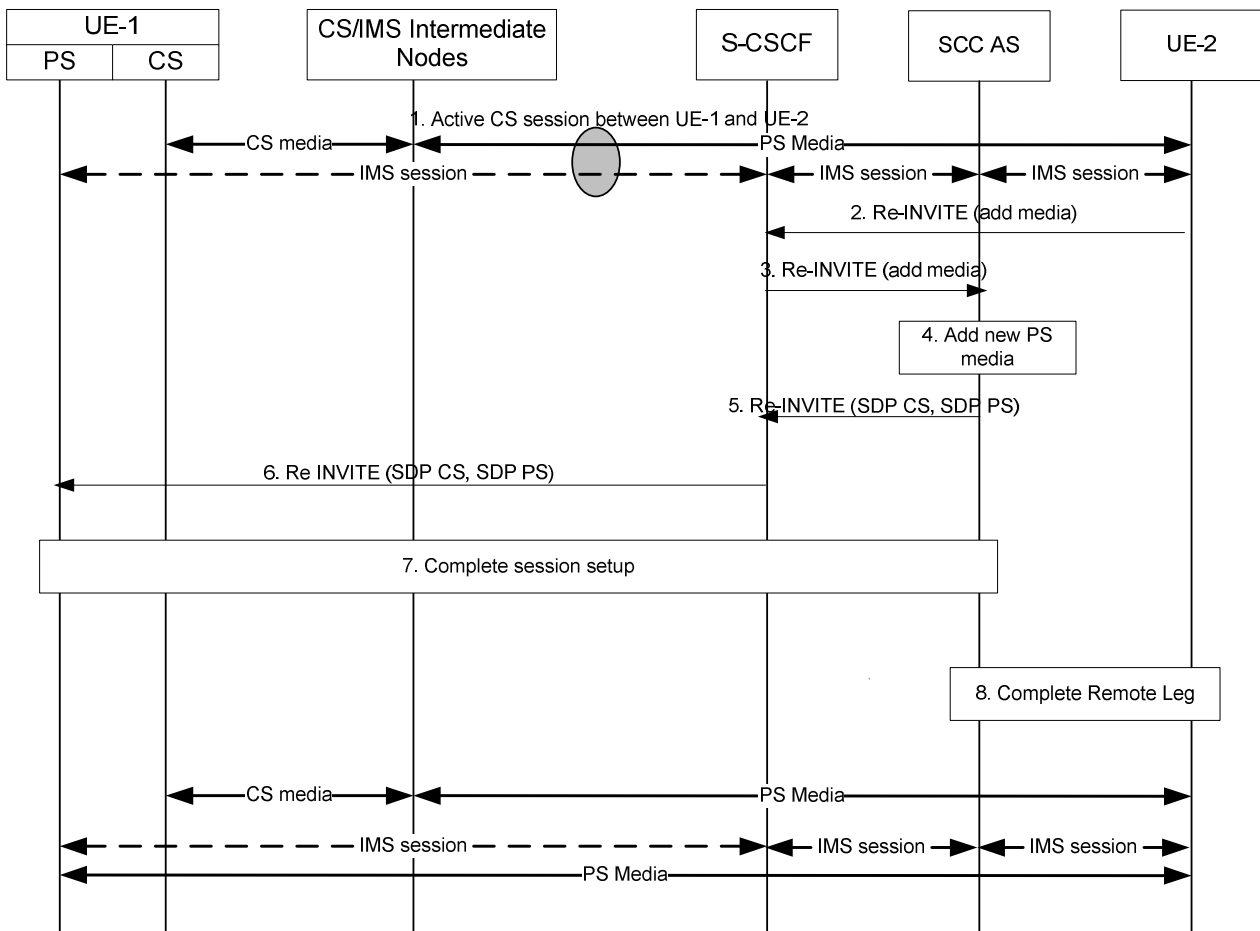 UE-1
PS
CS
CS/IMS Intermediate
Nodes
S-CSCF
SCC AS
UE-2
1. Active CS session between UE-1 and UE-2
CS media
PS Media
IMS session
IMS session
IMS session
2. Re-INVITE (add media)
3. Re-INVITE (add media)
4. Add new PS
media
5. Re-INVITE (SDP CS, SDP PS)
6. Re INVITE (SDP CS, SDP PS)
7. Complete session setup
8. Complete Remote Leg
CS media
PS Media
IMS session
IMS session
IMS session
PS Media